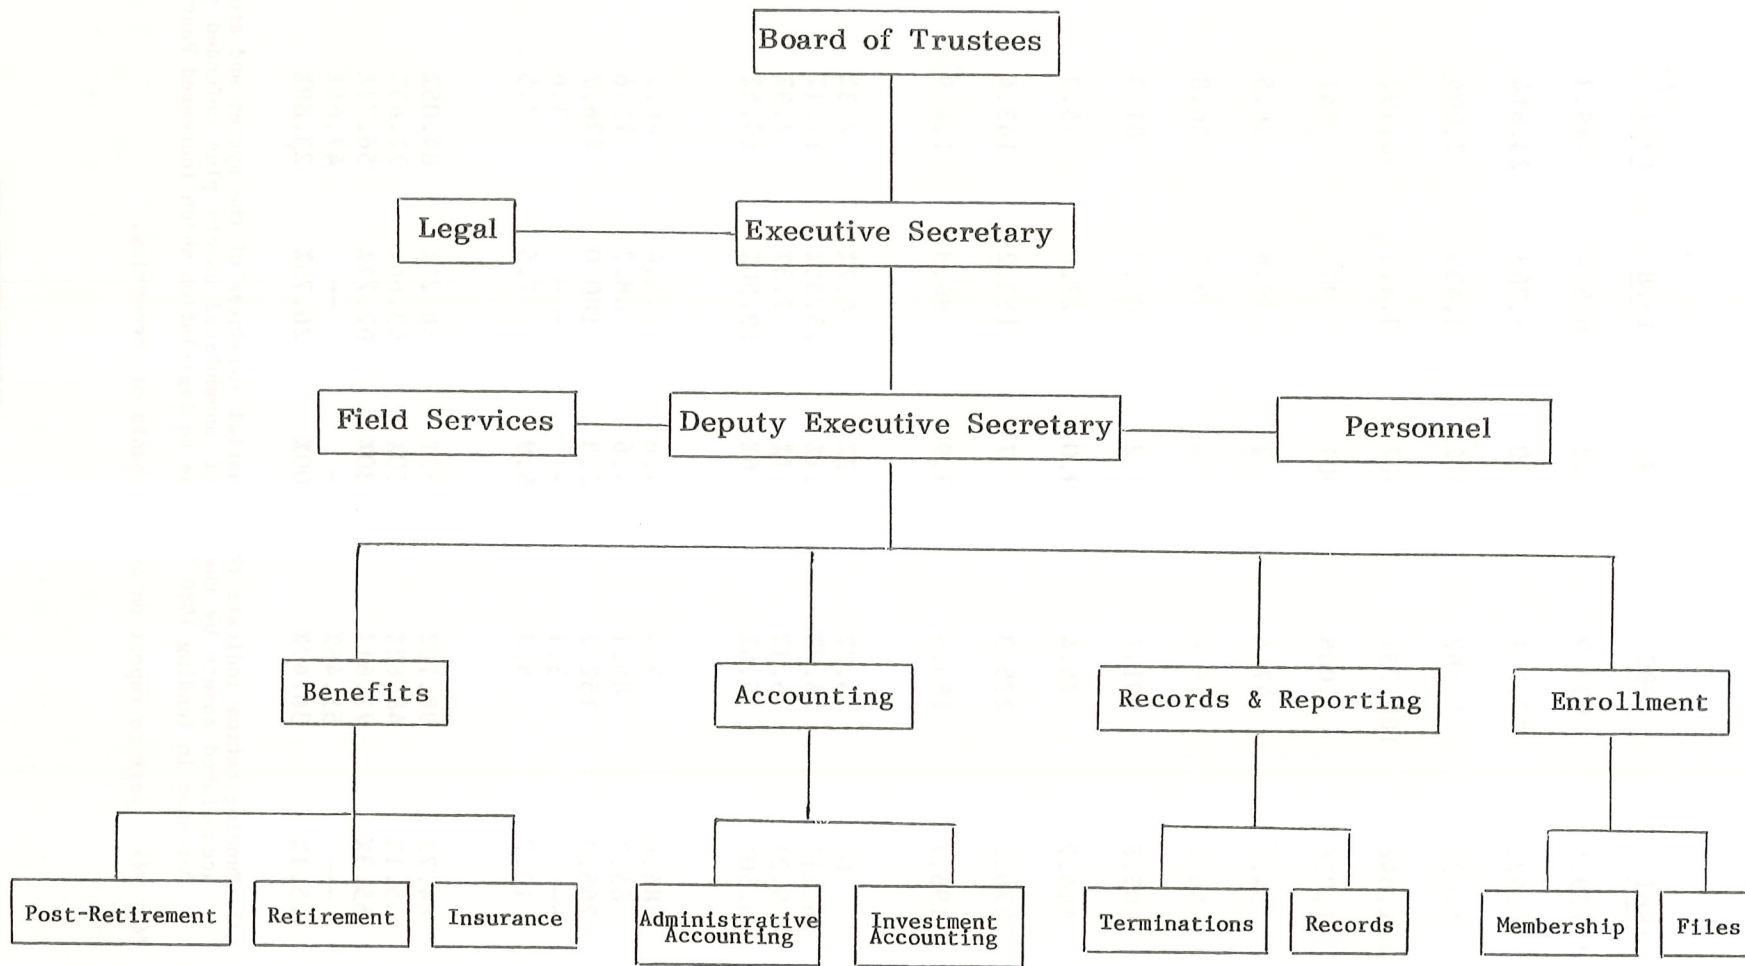 Board of Trustees
Legal
Executive Secretary
Field Services
Deputy Executive Secretary
Personnel
Benefits
Accounting
Records & Reporting
Enrollment
Post-Retirement
Retirement
Insurance
Administrative
Accounting
Investment
Accounting
Terminations
Records
Membership
Files